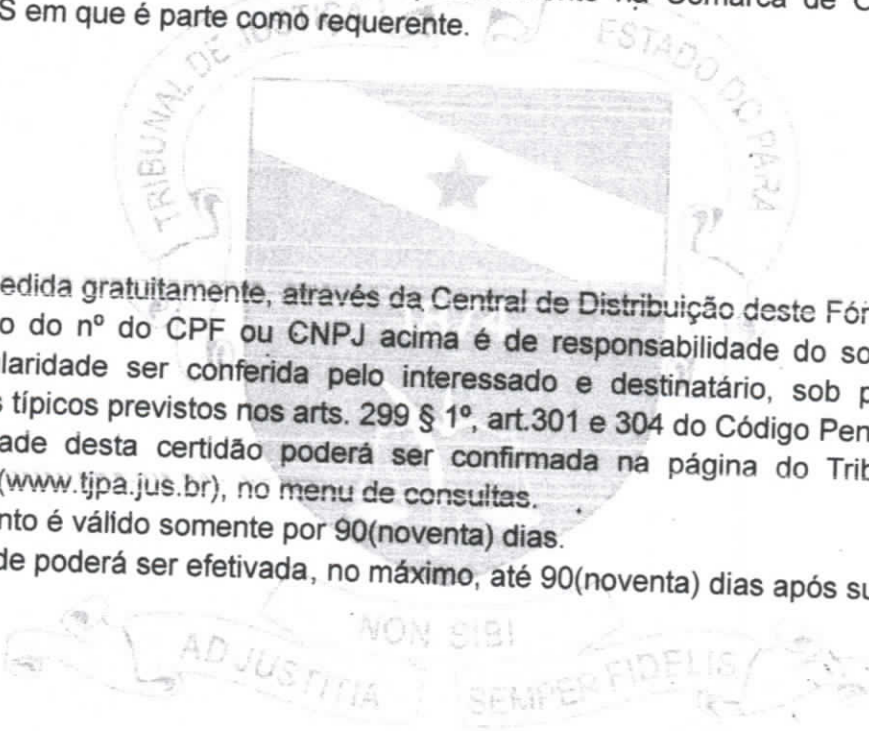 Comarca de
S em que é parte como requerente.
TRIBUNAL DE JUSTIÇA
ESTADO DO PARÁ
edida gratuitamente, através da Central de Distribuição deste Fór
o do nº do CPF ou CNPJ acima é de responsabilidade do so
laridade ser conferida pelo interessado e destinatário, sob p
s típicos previstos nos arts. 299 § 1º, art.301 e 304 do Código Pen
ade desta certidão poderá ser confirmada na página do Trib
(www.tjpa.jus.br), no menu de consultas.
nto é válido somente por 90(noventa) dias.
de poderá ser efetivada, no máximo, até 90(noventa) dias após su
NON SIBI
AD JUSTITIA SEMPER FIDELIS